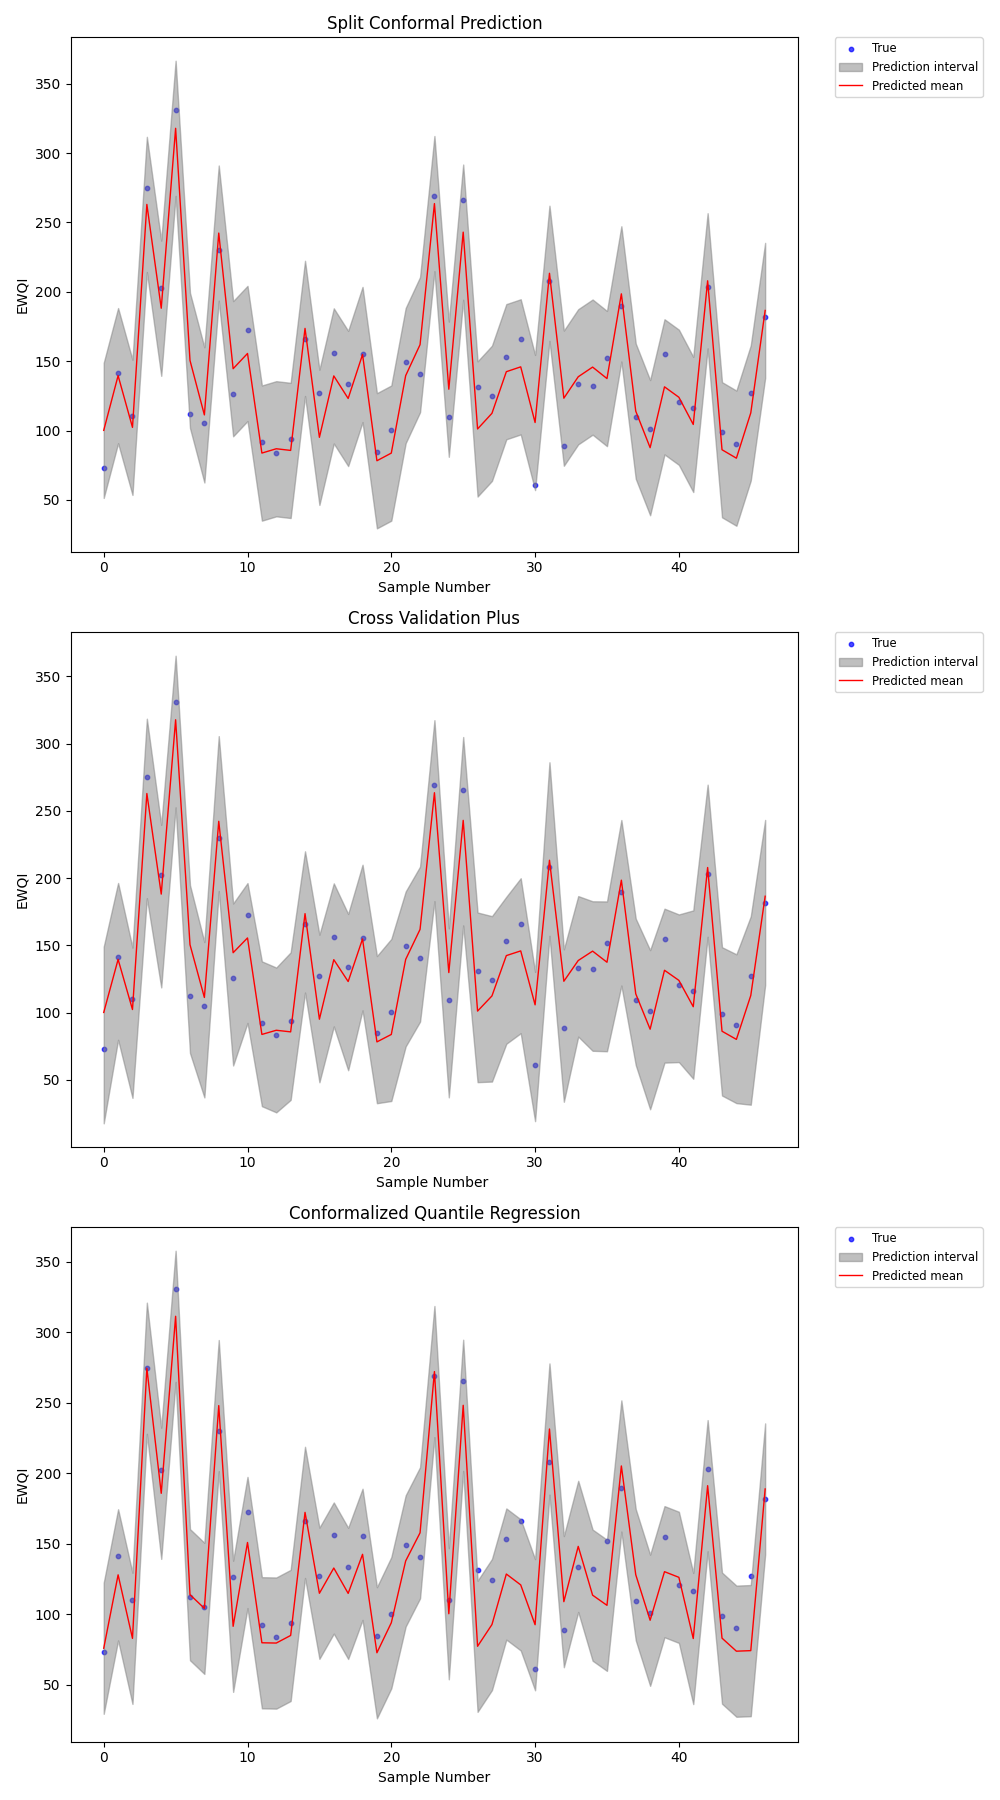 Split Conformal Prediction
True
Prediction interval
Predicted mean
EWQI
350
300
250
200
150
100
50
0 10 20 30 40
Sample Number
Cross Validation Plus
True
Prediction interval
Predicted mean
EWQI
350
300
250
200
150
100
50
0 10 20 30 40
Sample Number
Conformalized Quantile Regression
True
Prediction interval
Predicted mean
EWQI
350
300
250
200
150
100
50
0 10 20 30 40
Sample Number